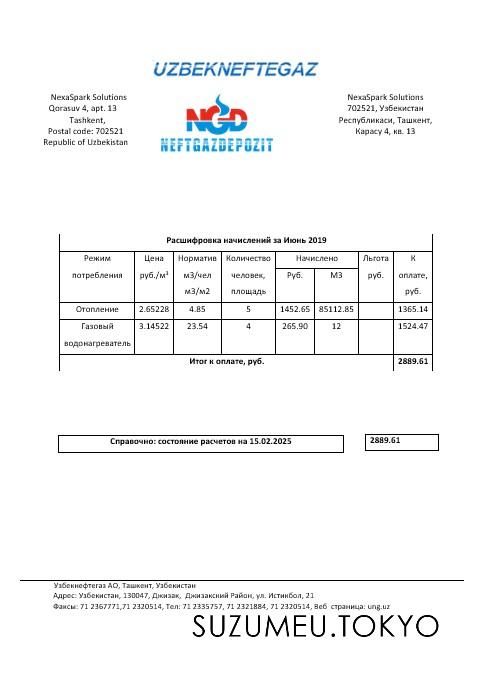 UZBEKNEFTEGAZ
NexaSpark Solutions
Qorasuv 4, apt. 13
Tashkent,
Postal code: 702521
Republic of Uzbekistan
NGD
NEFTGAZDEPOZIT
NexaSpark Solutions
702521, Узбекистан
Республикаси, Ташкент,
Карасу 4, кв. 13
Расшифровка начислений за Июнь 2019
Режим потребления Цена руб./м³ Норматив м3/чел м3/м2 Количество человек, площадь Начислено Руб. М3 Льгота руб. К оплате, руб.
Отопление 2.65228 4.85 5 1452.65 85112.85 1365.14
Газовый водонагреватель 3.14522 23.54 4 265.90 12 1524.47
Итог к оплате, руб. 2889.61
Справочно: состояние расчетов на 15.02.2025 2889.61
Узбекнефтегаз АО, Ташкент, Узбекистан
Адрес: Узбекистан, 130047, Джизак, Джизакский Район, ул. Истикбол, 21
Факсы: 71 2367771,71 2320514, Тел: 71 2335757, 71 2321884, 71 2320514, Веб страница: ung.uz
SUZUMEU.TOKYO